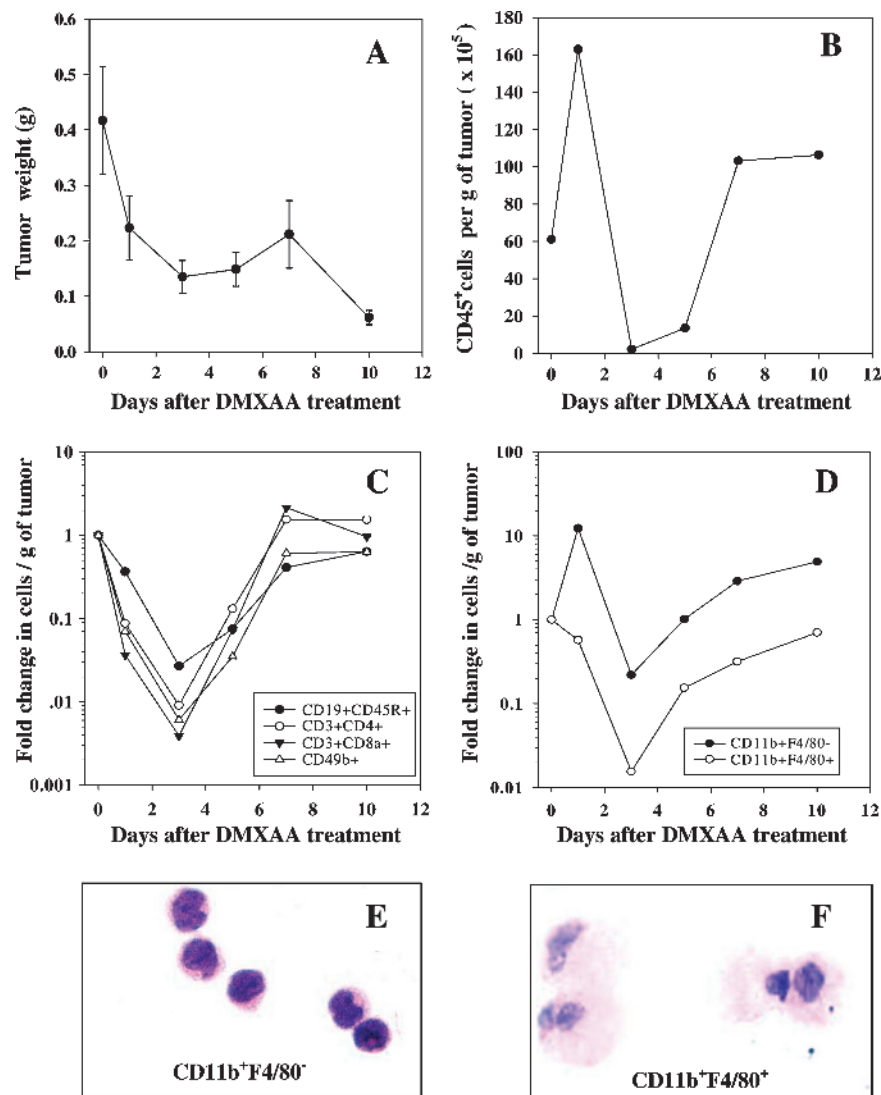 A
Tumor weight (g)
0.6
0.5
0.4
0.3
0.2
0.1
0.0
0 2 4 6 8 10 12
Days after DMXAA treatment
B
CD45⁺cells per g of tumor ( x 10⁵)
180
160
140
120
100
80
60
40
20
0
0 2 4 6 8 10 12
Days after DMXAA treatment
C
Fold change in cells / g of tumor
10
1
0.1
.01
0.001
CD19+CD45R+
CD3+CD4+
CD3+CD8a+
CD49b+
0 2 4 6 8 10 12
Days after DMXAA treatment
D
Fold change in cells /g of tumor
100
10
1
0.1
0.01
CD11b+F4/80-
CD11b+F4/80+
0 2 4 6 8 10 12
Days after DMXAA treatment
E
CD11b⁺F4/80⁻
F
CD11b⁺F4/80⁺